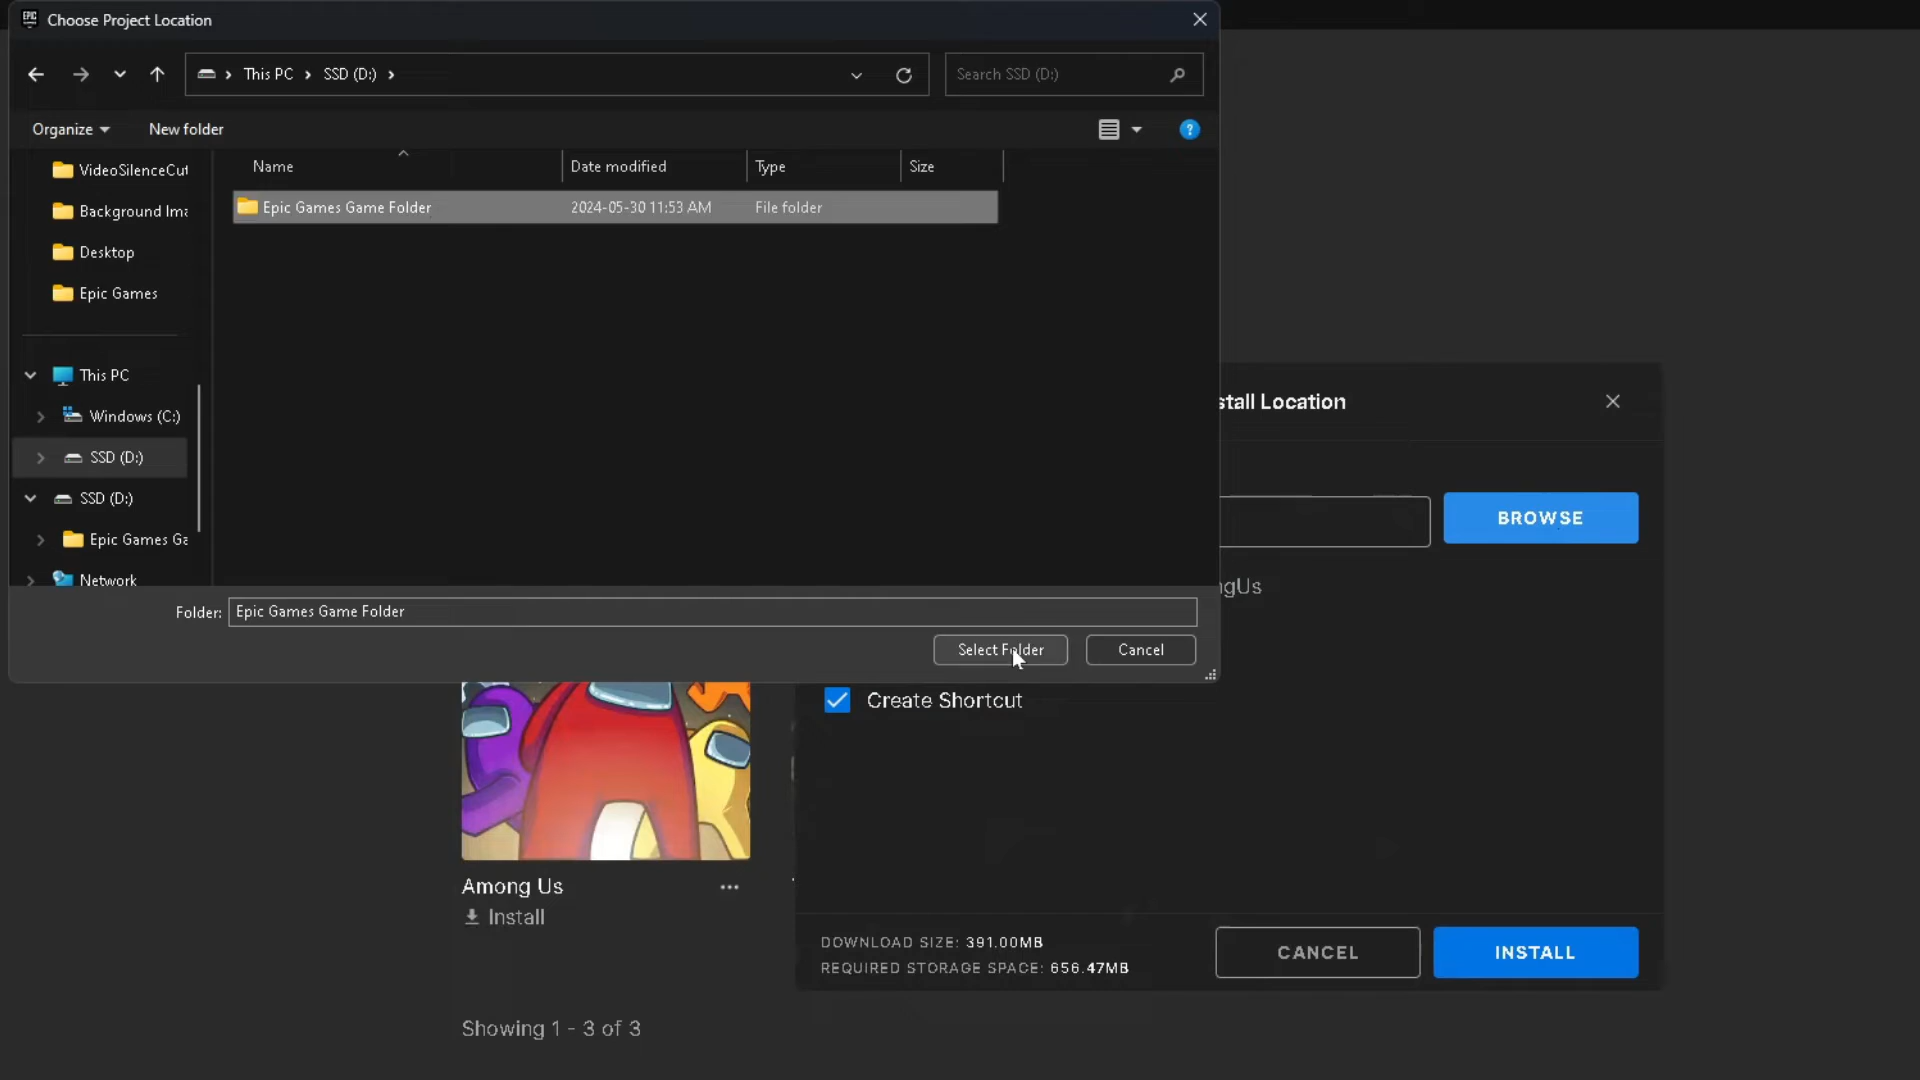 EPIC
Choose Project Location
This PC
SSD (D:)
Search SSD (D:)
Organize
New folder
?
Name
Date modified
Type
Size
VideoSilenceCut
Background Ima
Desktop
Epic Games
Epic Games Game Folder
2024-05-30 11:53 AM
File folder
This PC
Windows (C:)
SSD (D:)
SSD (D:)
Epic Games Ga
Network
Folder:
Epic Games Game Folder
Select Folder
Cancel
stall Location
BROWSE
ngUs
Create Shortcut
Among Us
...
Install
DOWNLOAD SIZE: 391.00MB
REQUIRED STORAGE SPACE: 656.47MB
CANCEL
INSTALL
Showing 1 - 3 of 3